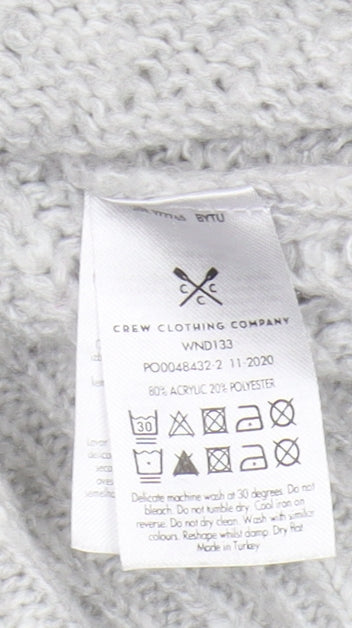 C C
C
CREW CLOTHING COMPANY
WND133
PO0048432-2 11-2020
80% ACRYLIC 20% POLYESTER
30
Delicate machine wash at 30 degrees. Do not
bleach. Do not tumble dry. Cool iron on
reverse. Do not dry clean. Wash with similar
colours. Reshape whilst damp. Dry flat
Made in Turkey